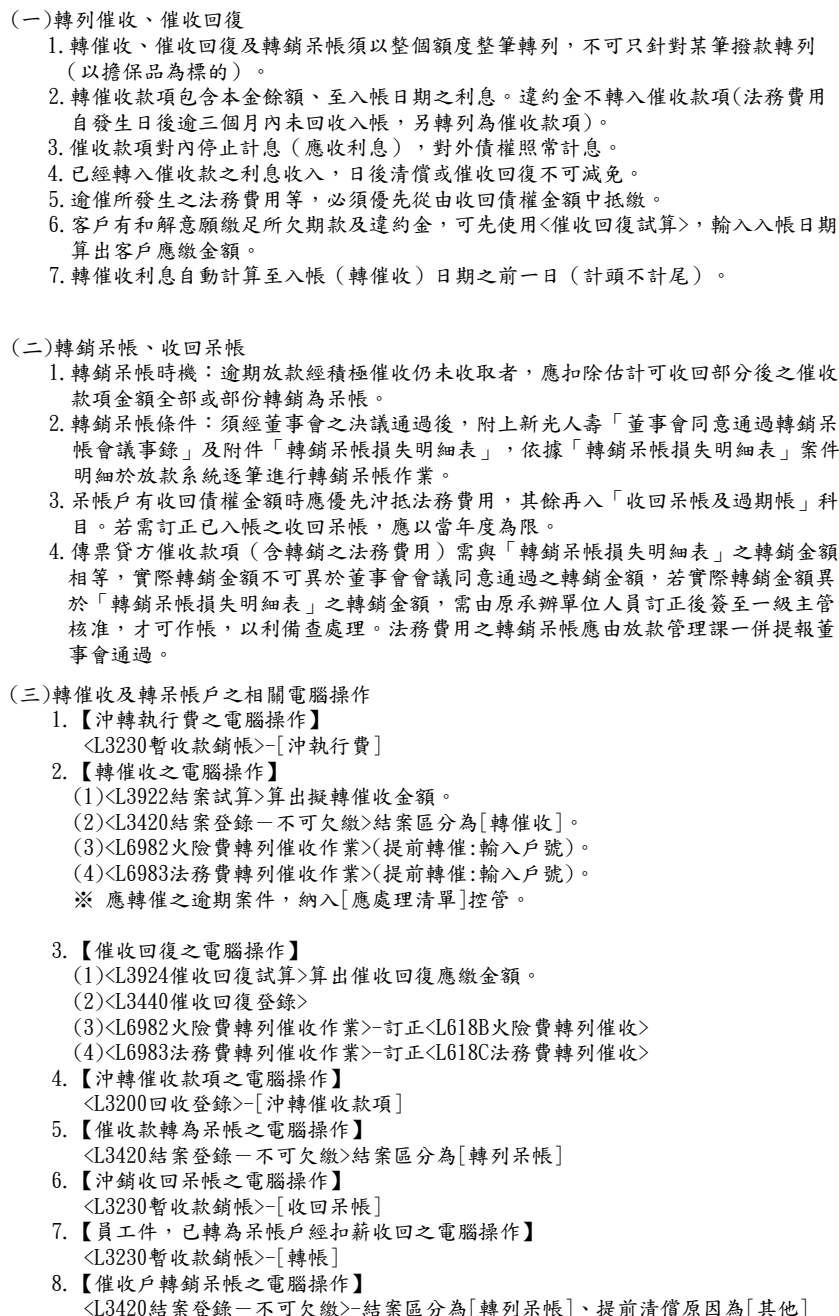 (一)轉列催收、催收回復
1.轉催收、催收回復及轉銷呆帳須以整個額度整筆轉列，不可只針對某筆撥款轉列
（以擔保品為標的）。
2.轉催收款項包含本金餘額、至入帳日期之利息。違約金不轉入催收款項(法務費用
自發生日後逾三個月內未回收入帳，另轉列為催收款項)。
3.催收款項對內停止計息（應收利息），對外債權照常計息。
4.已經轉入催收款之利息收入，日後清償或催收回復不可減免。
5.逾催所發生之法務費用等，必須優先從由收回債權金額中抵繳。
6.客戶有和解意願繳足所欠期款及違約金，可先使用<催收回復試算>，輸入入帳日期
算出客戶應繳金額。
7.轉催收利息自動計算至入帳（轉催收）日期之前一日（計頭不計尾）。
(二)轉銷呆帳、收回呆帳
1.轉銷呆帳時機：逾期放款經積極催收仍未收取者，應扣除估計可收回部分後之催收
款項金額全部或部份轉銷為呆帳。
2.轉銷呆帳條件：須經董事會之決議通過後，附上新光人壽「董事會同意通過轉銷呆
帳會議事錄」及附件「轉銷呆帳損失明細表」，依據「轉銷呆帳損失明細表」案件
明細於放款系統逐筆進行轉銷呆帳作業。
3.呆帳戶有收回債權金額時應優先沖抵法務費用，其餘再入「收回呆帳及過期帳」科
目。若需訂正已入帳之收回呆帳，應以當年度為限。
4.傳票貸方催收款項（含轉銷之法務費用）需與「轉銷呆帳損失明細表」之轉銷金額
相等，實際轉銷金額不可異於董事會會議同意通過之轉銷金額，若實際轉銷金額異
於「轉銷呆帳損失明細表」之轉銷金額，需由原承辦單位人員訂正後簽至一級主管
核准，才可作帳，以利備查處理。法務費用之轉銷呆帳應由放款管理課一併提報董
事會通過。
(三)轉催收及轉呆帳戶之相關電腦操作
1.【沖轉執行費之電腦操作】
<L3230暫收款銷帳>-[沖執行費]
2.【轉催收之電腦操作】
(1)<L3922結案試算>算出擬轉催收金額。
(2)<L3420結案登錄－不可欠繳>結案區分為[轉催收]。
(3)<L6982火險費轉列催收作業>(提前轉催:輸入戶號)。
(4)<L6983法務費轉列催收作業>(提前轉催:輸入戶號)。
※ 應轉催之逾期案件，納入[應處理清單]控管。
3.【催收回復之電腦操作】
(1)<L3924催收回復試算>算出催收回復應繳金額。
(2)<L3440催收回復登錄>
(3)<L6982火險費轉列催收作業>-訂正<L618B火險費轉列催收>
(4)<L6983法務費轉列催收作業>-訂正<L618C法務費轉列催收>
4.【沖轉催收款項之電腦操作】
<L3200回收登錄>-[沖轉催收款項]
5.【催收款轉為呆帳之電腦操作】
<L3420結案登錄－不可欠繳>結案區分為[轉列呆帳]
6.【沖銷收回呆帳之電腦操作】
<L3230暫收款銷帳>-[收回呆帳]
7.【員工件，已轉為呆帳戶經扣薪收回之電腦操作】
<L3230暫收款銷帳>-[轉帳]
8.【催收戶轉銷呆帳之電腦操作】
<L3420結案登錄－不可欠繳>-結案區分為[轉列呆帳]、提前清償原因為[其他]